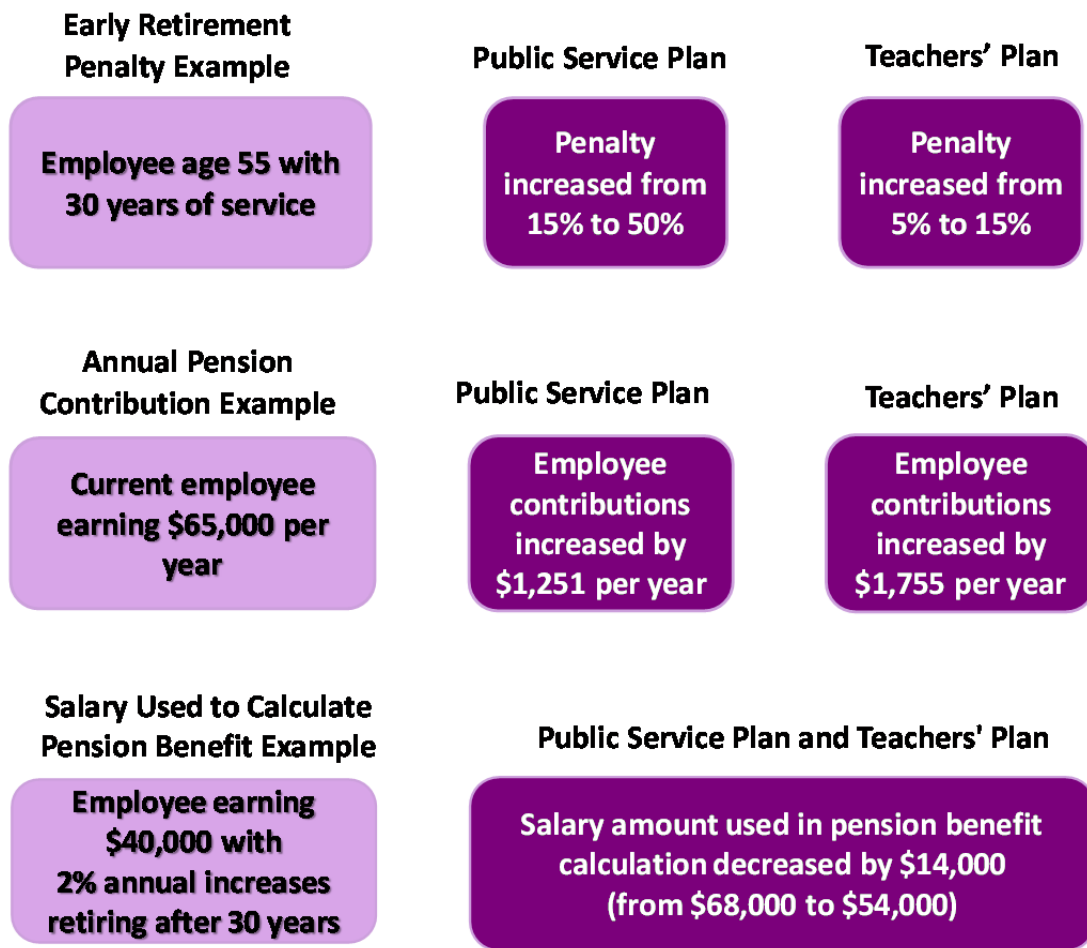 Early Retirement
Penalty Example
Public Service Plan
Teachers’ Plan
Employee age 55 with
30 years of service
Penalty
increased from
15% to 50%
Penalty
increased from
5% to 15%
Annual Pension
Contribution Example
Public Service Plan
Teachers’ Plan
Current employee
earning $65,000 per
year
Employee
contributions
increased by
$1,251 per year
Employee
contributions
increased by
$1,755 per year
Salary Used to Calculate
Pension Benefit Example
Public Service Plan and Teachers' Plan
Employee earning
$40,000 with
2% annual increases
retiring after 30 years
Salary amount used in pension benefit
calculation decreased by $14,000
(from $68,000 to $54,000)